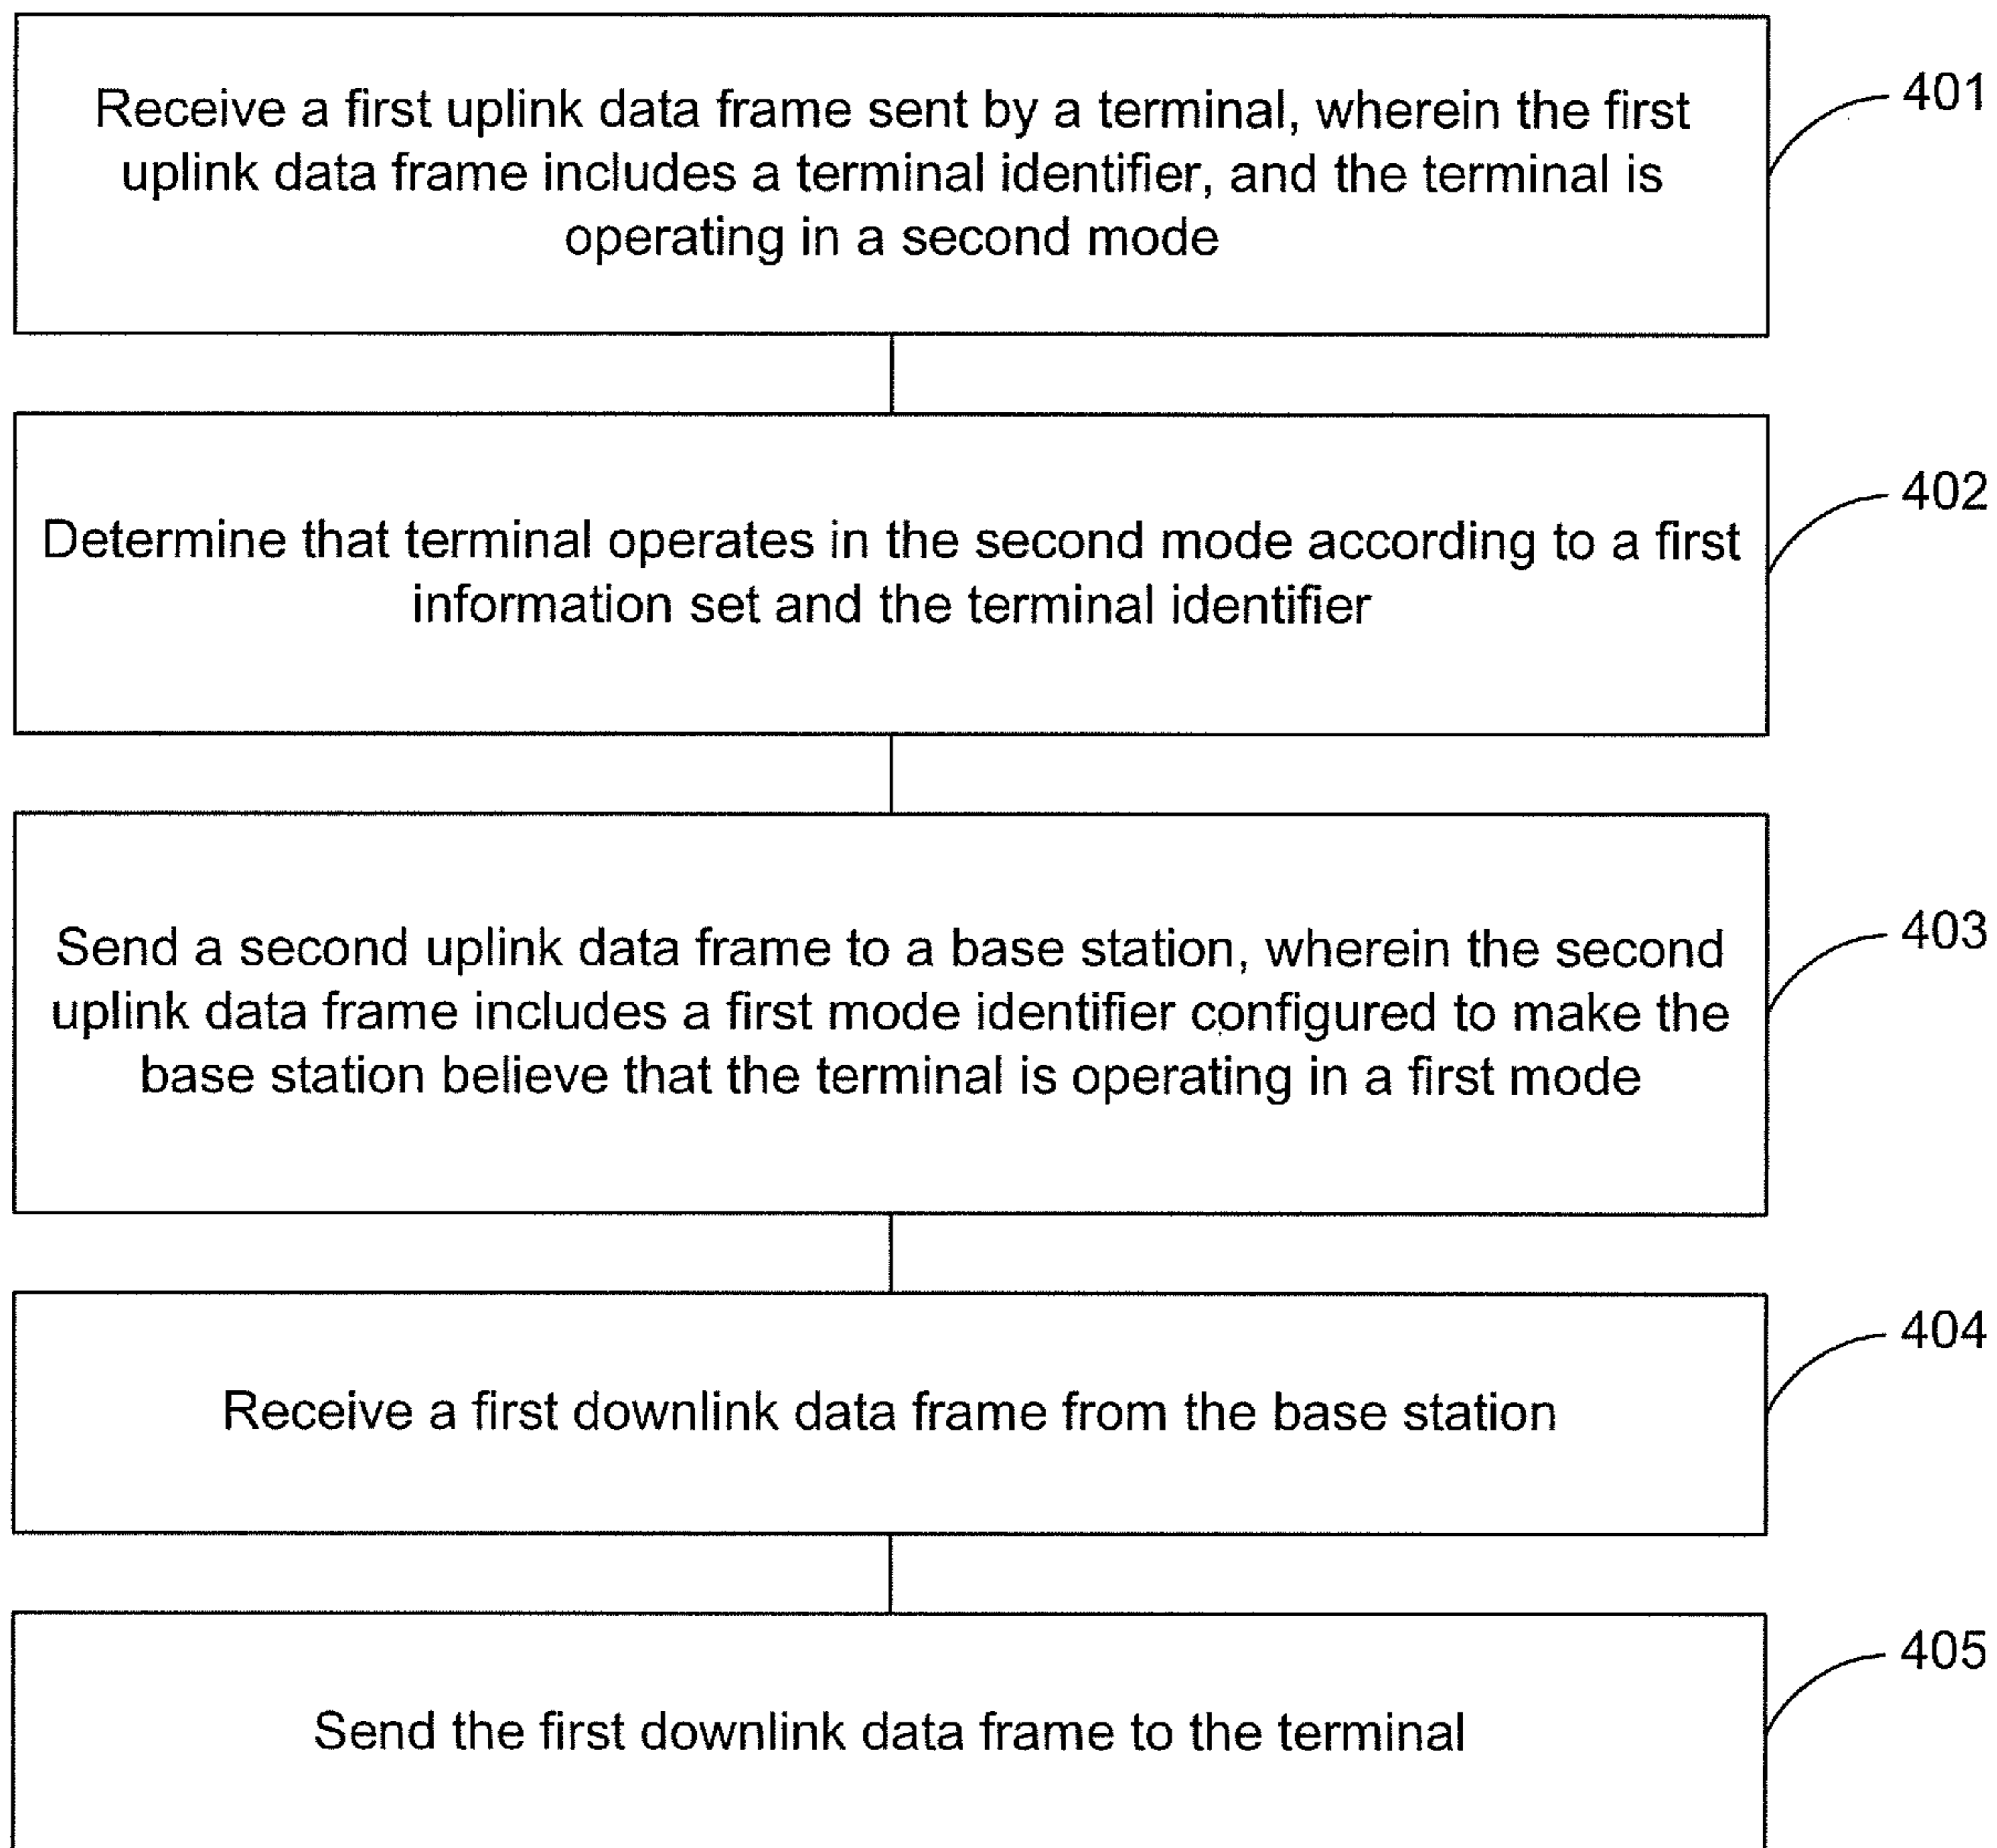 Receive a first uplink data frame sent by a terminal, wherein the first
uplink data frame includes a terminal identifier, and the terminal is
operating in a second mode
401
Determine that terminal operates in the second mode according to a first
information set and the terminal identifier
402
Send a second uplink data frame to a base station, wherein the second
uplink data frame includes a first mode identifier configured to make the
base station believe that the terminal is operating in a first mode
403
Receive a first downlink data frame from the base station
404
Send the first downlink data frame to the terminal
405